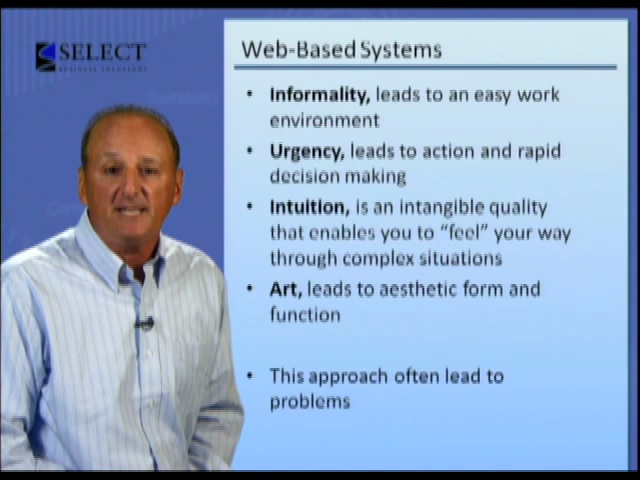 SELECT
BUSINESS SOLUTIONS
Web-Based Systems
• Informality, leads to an easy work
environment
• Urgency, leads to action and rapid
decision making
• Intuition, is an intangible quality
that enables you to “feel” your way
through complex situations
• Art, leads to aesthetic form and
function
• This approach often lead to
problems